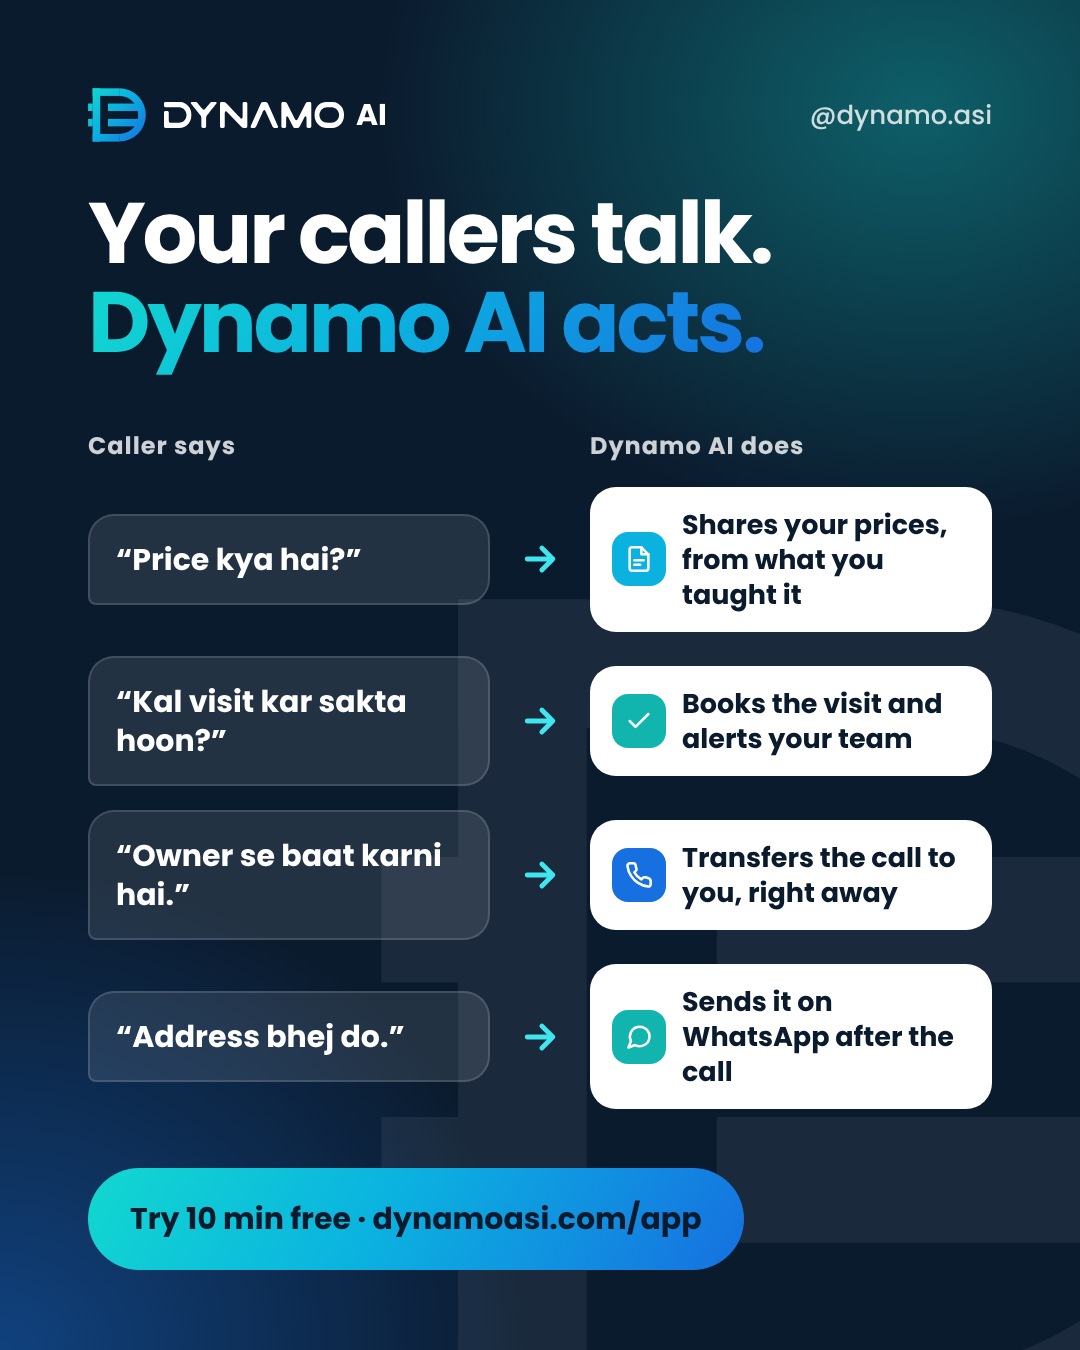 DYNAMO AI
@dynamo.asi
Your callers talk.
Dynamo AI acts.
Caller says
Dynamo AI does
“Price kya hai?”
Shares your prices,
from what you
taught it
“Kal visit kar sakta
hoon?”
Books the visit and
alerts your team
“Owner se baat karni
hai.”
Transfers the call to
you, right away
“Address bhej do.”
Sends it on
WhatsApp after the
call
Try 10 min free · dynamoasi.com/app